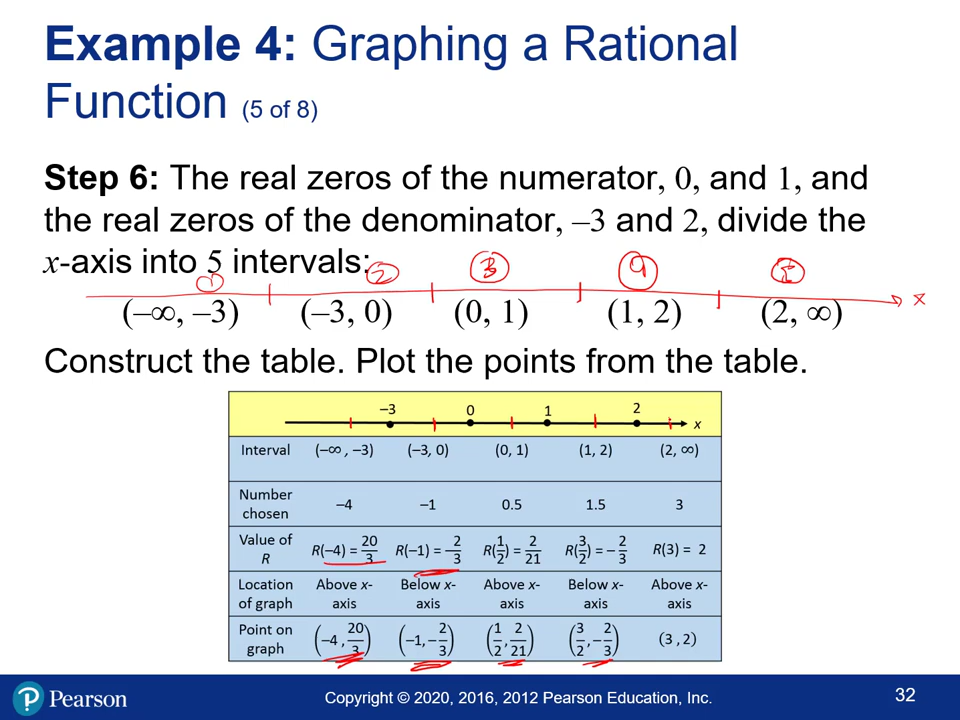 Example 4: Graphing a Rational
Function (5 of 8)
Step 6: The real zeros of the numerator, 0, and 1, and
the real zeros of the denominator, –3 and 2, divide the
x-axis into 5 intervals:
1 2 3 4 5
x
(–∞, –3) (–3, 0) (0, 1) (1, 2) (2, ∞)
Construct the table. Plot the points from the table.
–3 0 1 2 x
Interval (–∞ , –3) (–3, 0) (0, 1) (1, 2) (2, ∞)
Number chosen –4 –1 0.5 1.5 3
Value of R R(–4) = 20/3 R(–1) = –2/3 R(1/2) = 2/21 R(3/2) = –2/3 R(3) = 2
Location of graph Above x-axis Below x-axis Above x-axis Below x-axis Above x-axis
Point on graph (–4 , 20/3) (–1, –2/3) (1/2, 2/21) (3/2, –2/3) (3 , 2)
P Pearson
Copyright © 2020, 2016, 2012 Pearson Education, Inc.
32